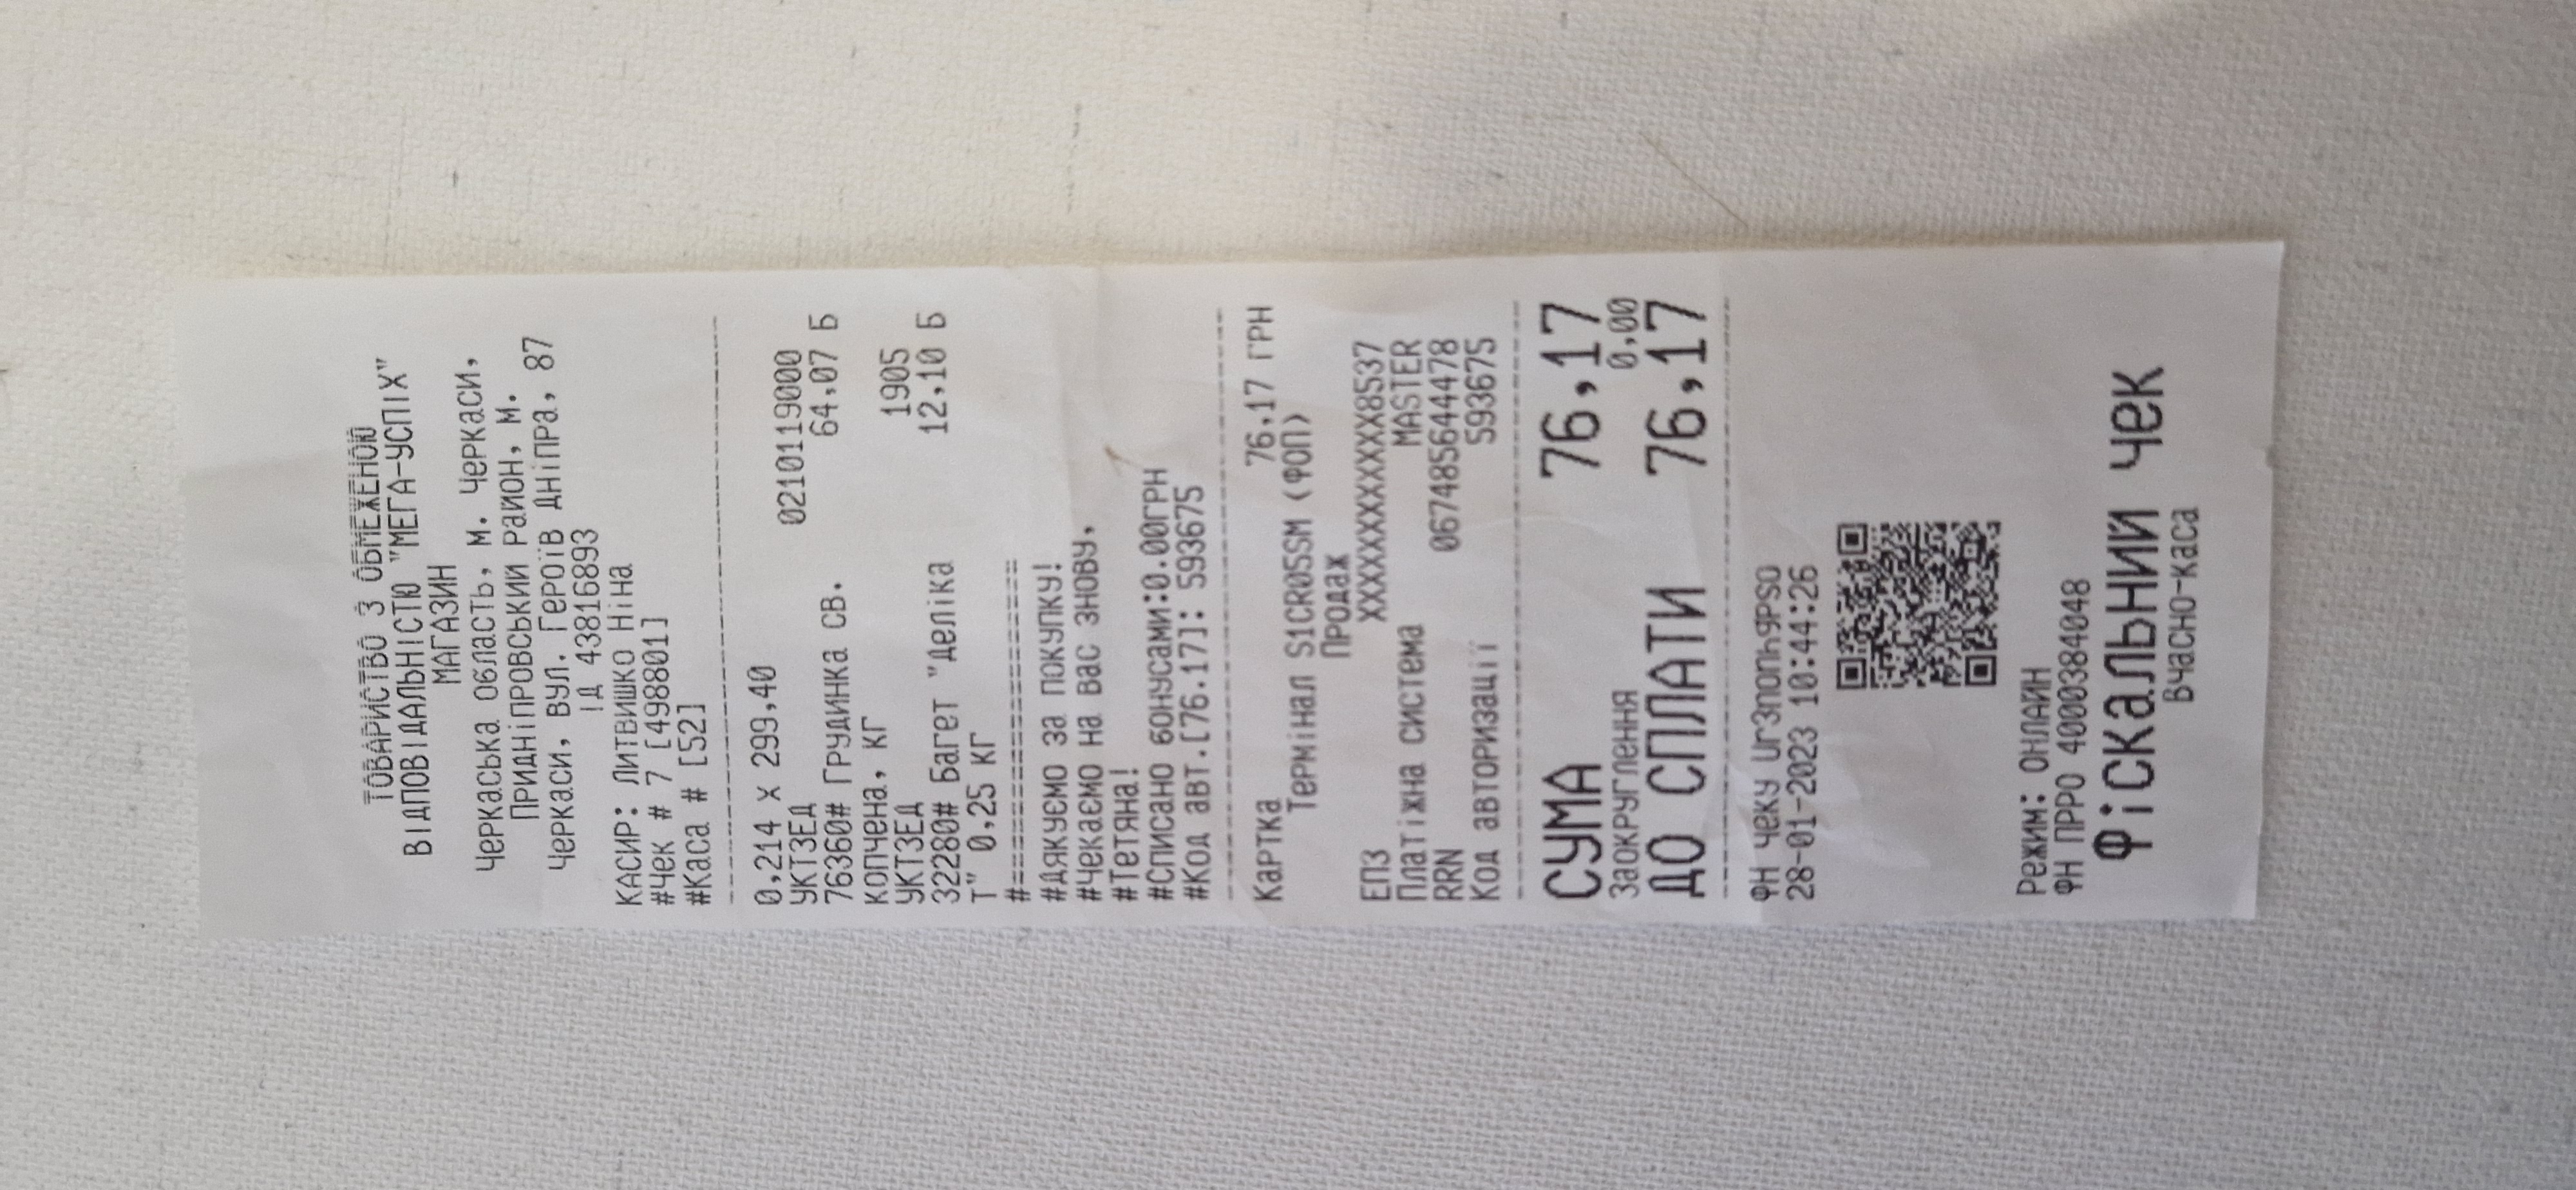 ТОВАРИСТВО З ОБМЕЖЕНОЮ
ВІДПОВІДАЛЬНІСТЮ "МЕГА-УСПІХ"
МАГАЗИН
Черкаська область, м. Черкаси,
Придніпровський район, м.
Черкаси, вул. Героїв Дніпра, 87
ІД 43816893
КАСИР: Литвишко Ніна
#Чек # 7 [498801]
#Каса # [52]
0,214 x 299,40
УКТЗЕД 02101119000
76360# Грудинка св. 64,07 Б
копчена, кг
УКТЗЕД 1905
32280# Багет "Деліка 12,10 Б
т" 0,25 кг
#==============================
##Дякуємо за покупку!
#Чекаємо на Вас знову,
#Тетяна!
#Списано бонусами:0.00ГРН
#Код авт.[76.17]: 593675
Картка 76,17 ГРН
Термінал S1CR0SSM (ФОП)
Продаж
ЕПЗ XXXXXXXXXXXX8537
Платіжна система MASTER
RRN 067485644478
Код авторизації 593675
СУМА 76,17
Заокруглення 0,00
ДО СПЛАТИ 76,17
ФН чеку
28-01-2023 10:44:26
Режим: ОНЛАЙН
ФН ПРРО 4000384048
Фіскальний чек
Вчасно-каса